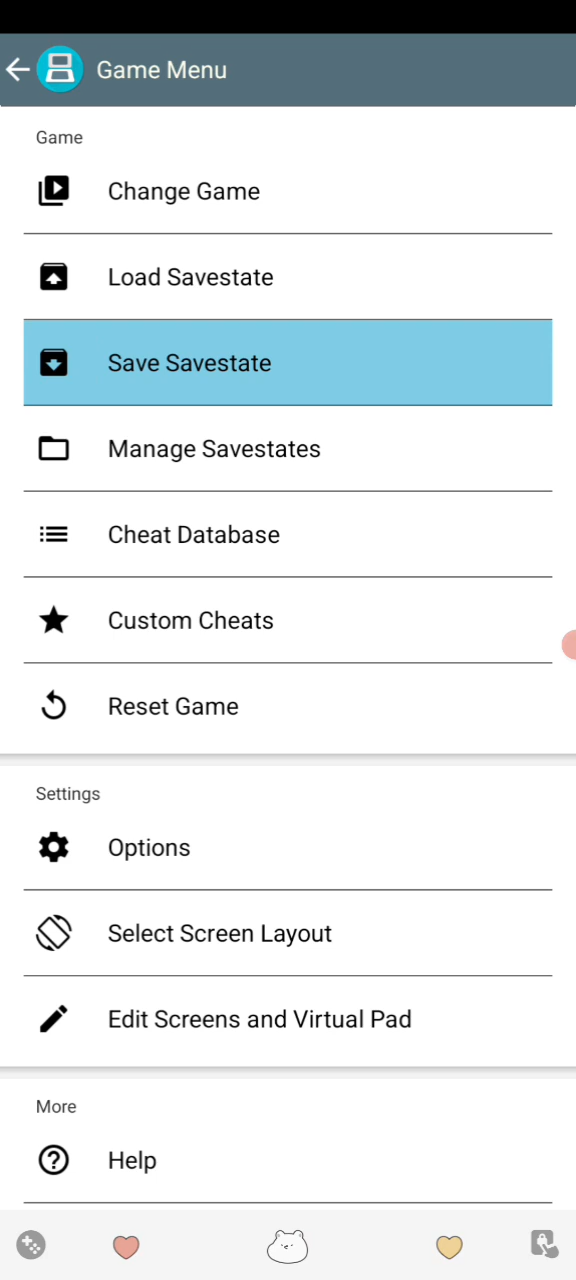 Game Menu
Game
Change Game
Load Savestate
Save Savestate
Manage Savestates
Cheat Database
Custom Cheats
Reset Game
Settings
Options
Select Screen Layout
Edit Screens and Virtual Pad
More
Help